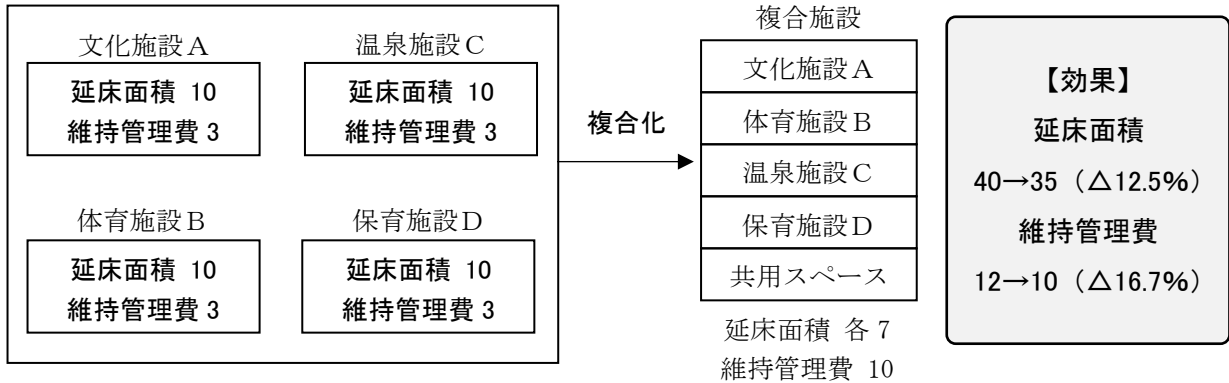 文化施設Ａ
延床面積 10
維持管理費 3
温泉施設Ｃ
延床面積 10
維持管理費 3
体育施設Ｂ
延床面積 10
維持管理費 3
保育施設Ｄ
延床面積 10
維持管理費 3
複合化
複合施設
文化施設Ａ
体育施設Ｂ
温泉施設Ｃ
保育施設Ｄ
共用スペース
延床面積 各 7
維持管理費 10
【効果】
延床面積
40→35（△12.5％）
維持管理費
12→10（△16.7％）